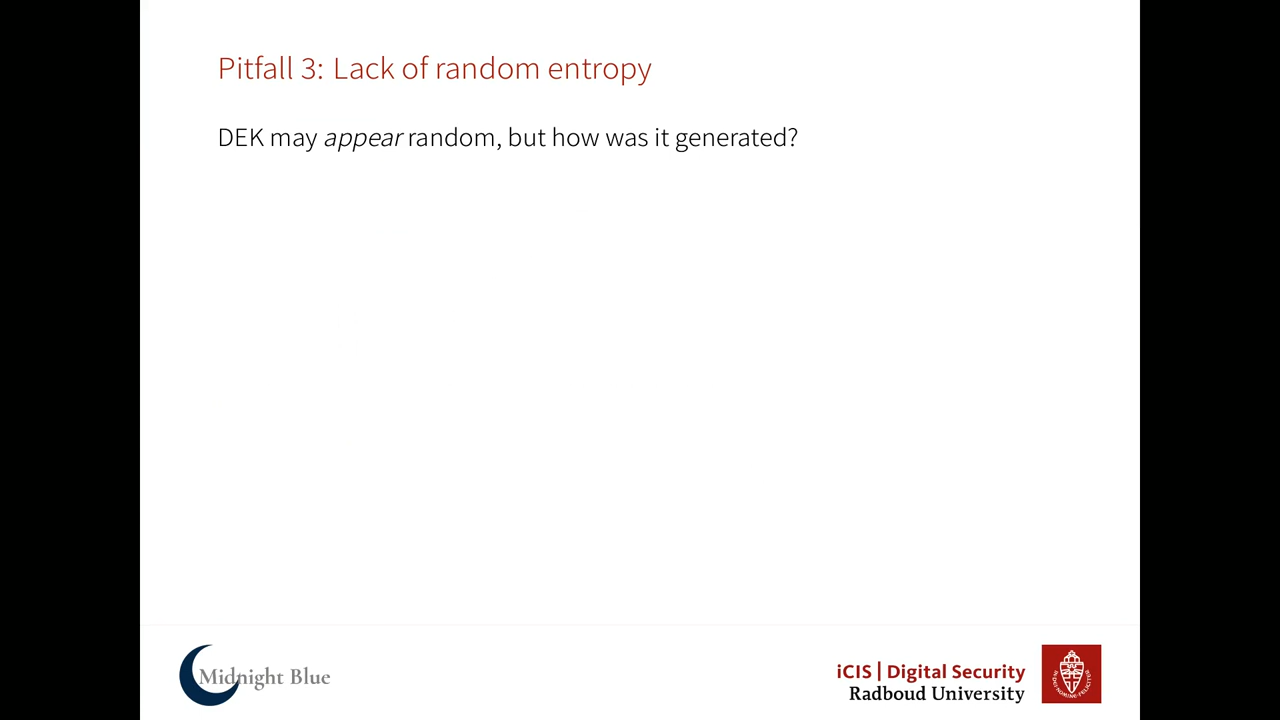 Pitfall 3: Lack of random entropy
DEK may appear random, but how was it generated?
Midnight Blue
iCIS | Digital Security
Radboud University